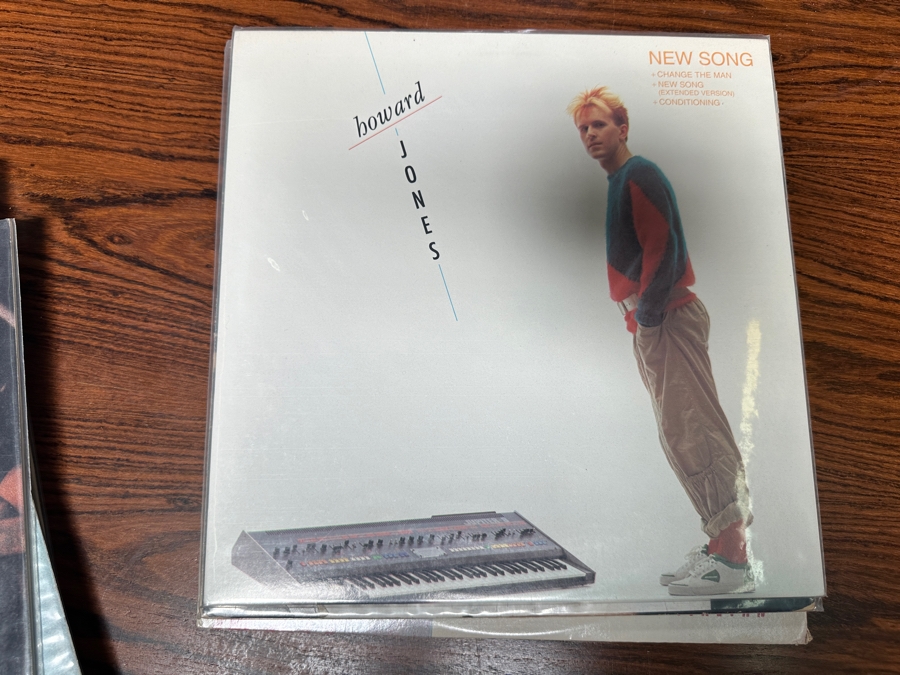 howard
JONES
NEW SONG
+ CHANGE THE MAN
+ NEW SONG
(EXTENDED VERSION)
+ CONDITIONING -